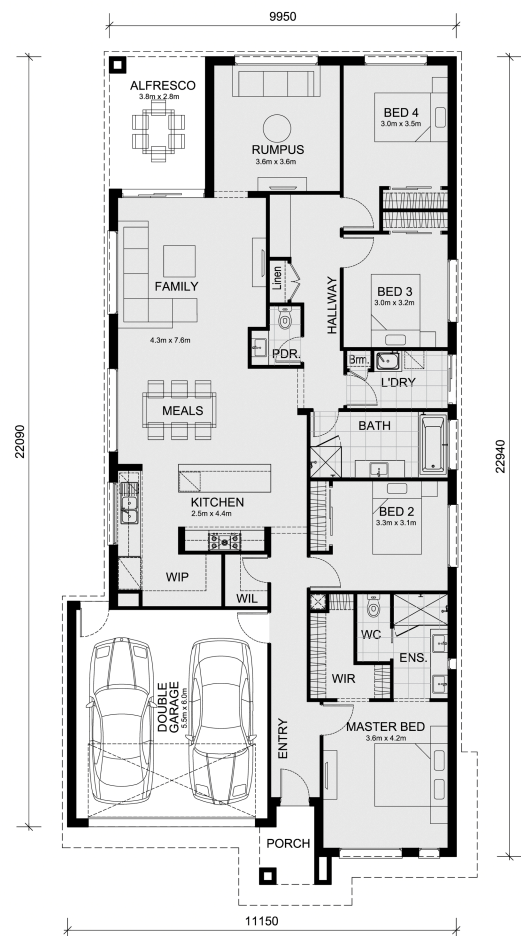 9950
ALFRESCO
3.8m x 2.8m
RUMPUS
3.6m x 3.6m
BED 4
3.0m x 3.5m
FAMILY
4.3m x 7.6m
Linen
HALLWAY
BED 3
3.0m x 3.2m
PDR.
Brm.
L'DRY
MEALS
BATH
22090
22940
KITCHEN
2.5m x 4.4m
BED 2
3.3m x 3.1m
WIP
WIL
WC
ENS.
WIR
DOUBLE
GARAGE
5.5m x 6.0m
ENTRY
MASTER BED
3.6m x 4.2m
PORCH
11150